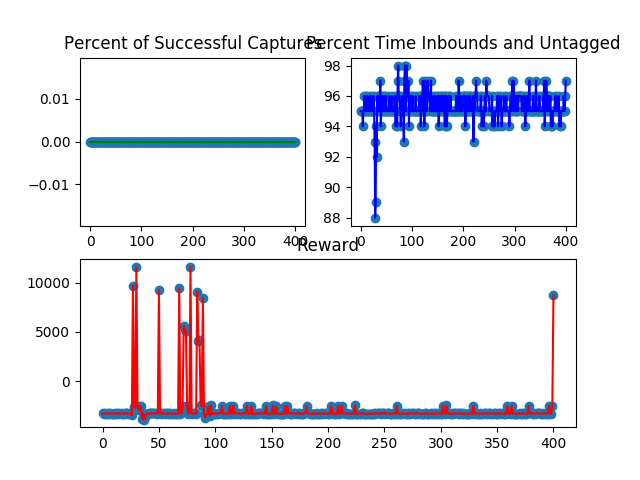 Percent of Successful Captures
Percent Time Inbounds and Untagged
0.01
0.00
−0.01
0 100 200 300 400
98
96
94
92
90
88
0 100 200 300 400
Reward
10000
5000
0
0 50 100 150 200 250 300 350 400